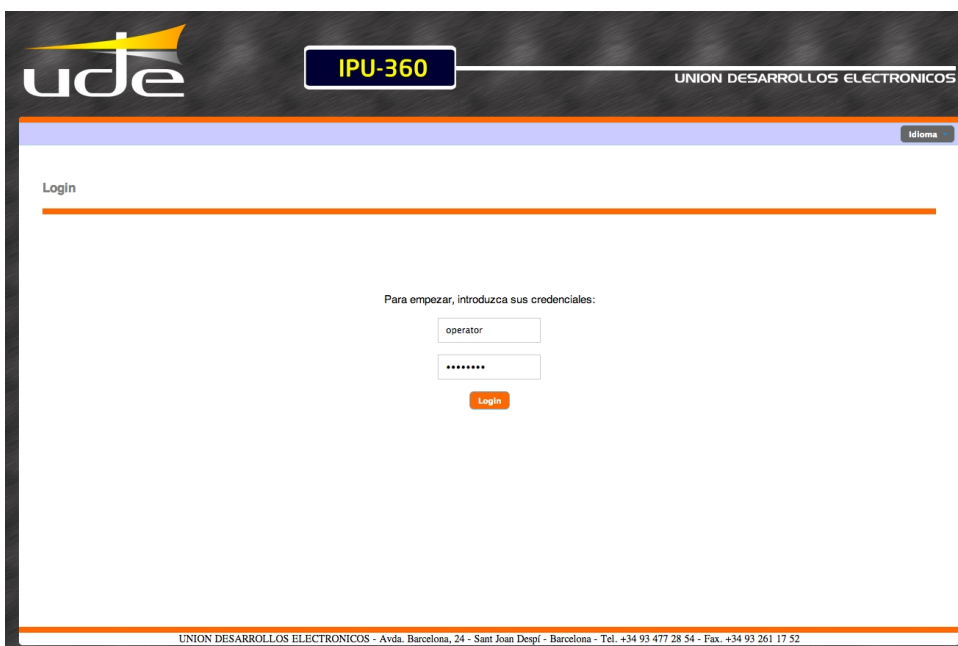 ude
IPU-360
UNION DESARROLLOS ELECTRONICOS
Idioma
Login
Para empezar, introduzca sus credenciales:
operator
••••••••
Login
UNION DESARROLLOS ELECTRONICOS - Avda. Barcelona, 24 - Sant Joan Despí - Barcelona - Tel. +34 93 477 28 54 - Fax. +34 93 261 17 52